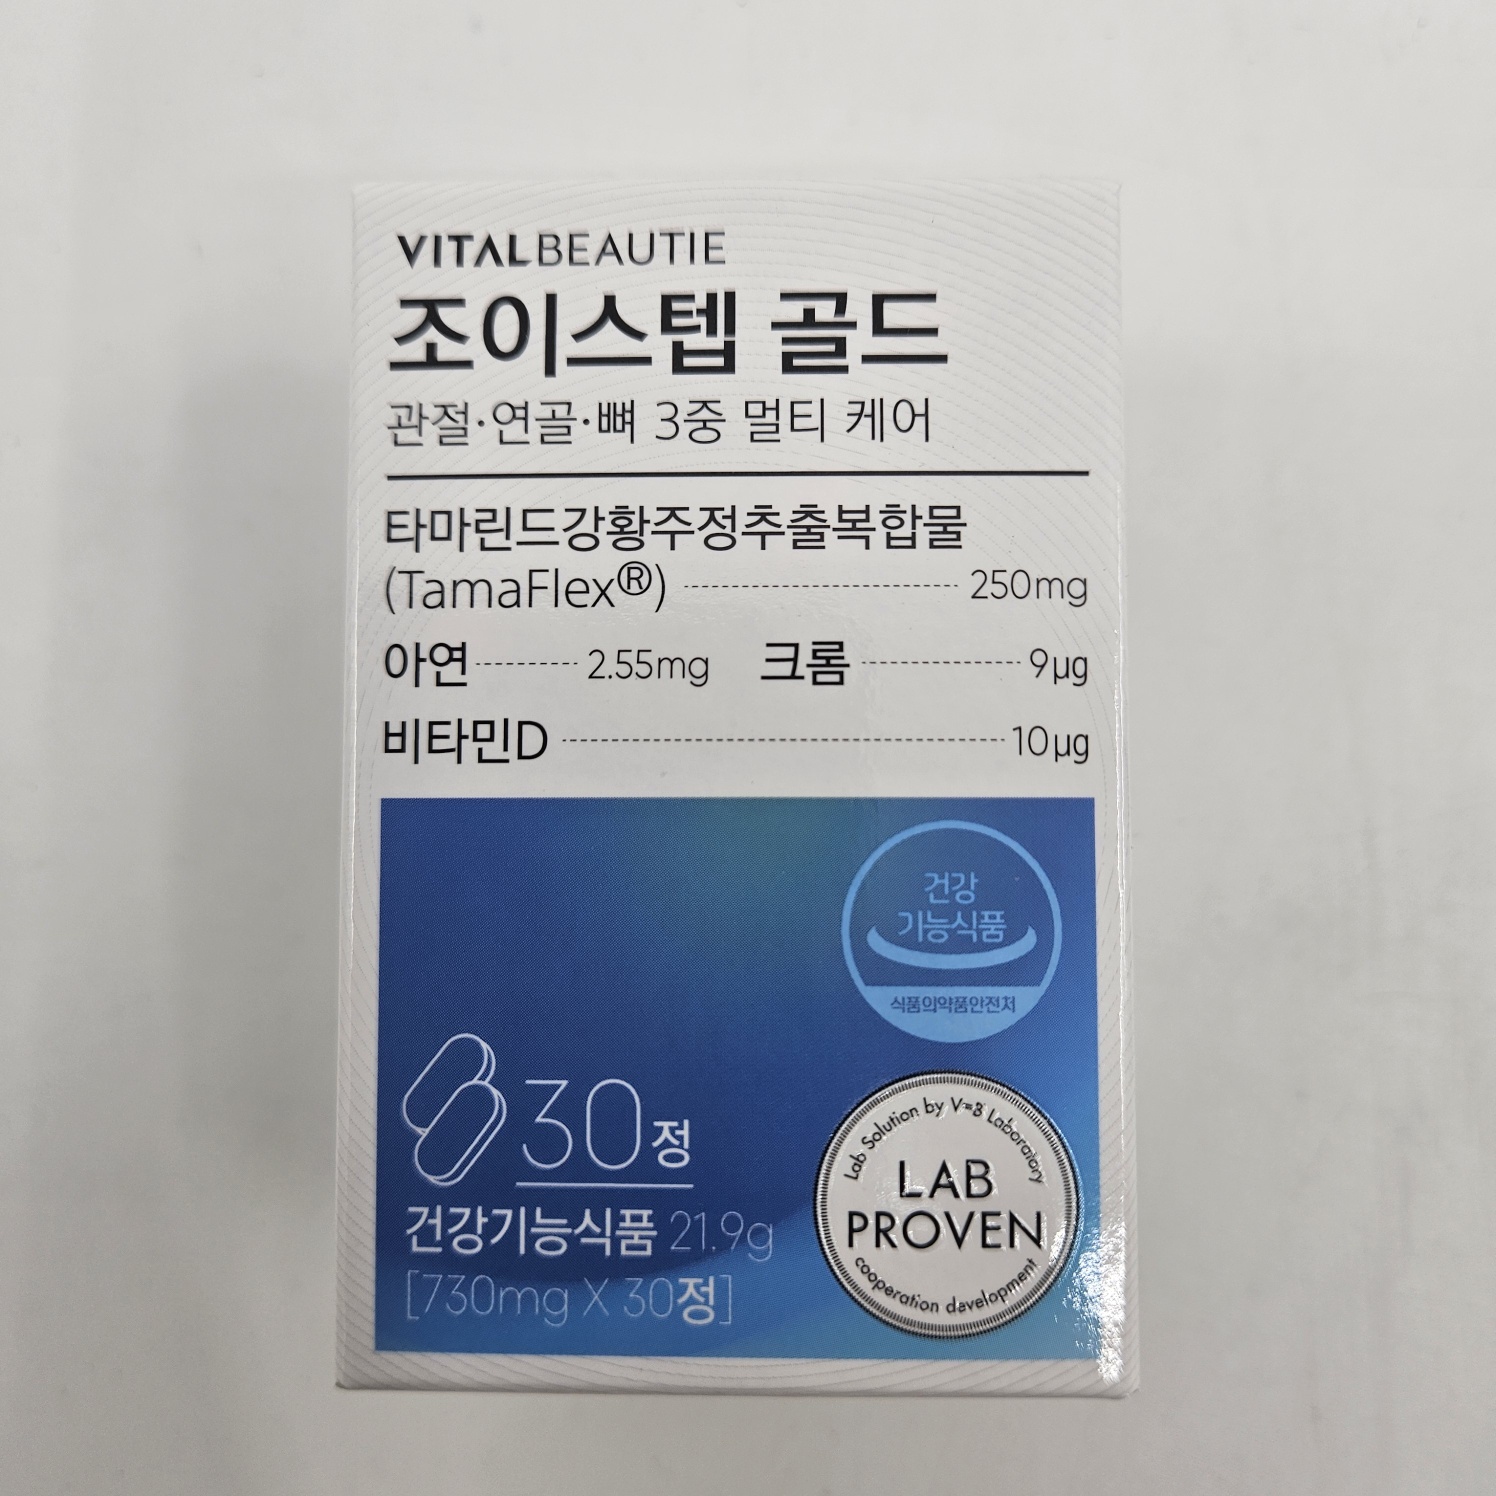 VITALBEAUTIE
조이스텝 골드
관절·연골·뼈 3중 멀티 케어
타마린드강황주정추출복합물
(TamaFlex®) 250mg
아연 2.55mg 크롬 9µg
비타민D 10µg
건강
기능식품
식품의약품안전처
30정
건강기능식품 21.9g
[730mg X 30정]
Lab Solution by V=B Laboratory
LAB
PROVEN
cooperation development